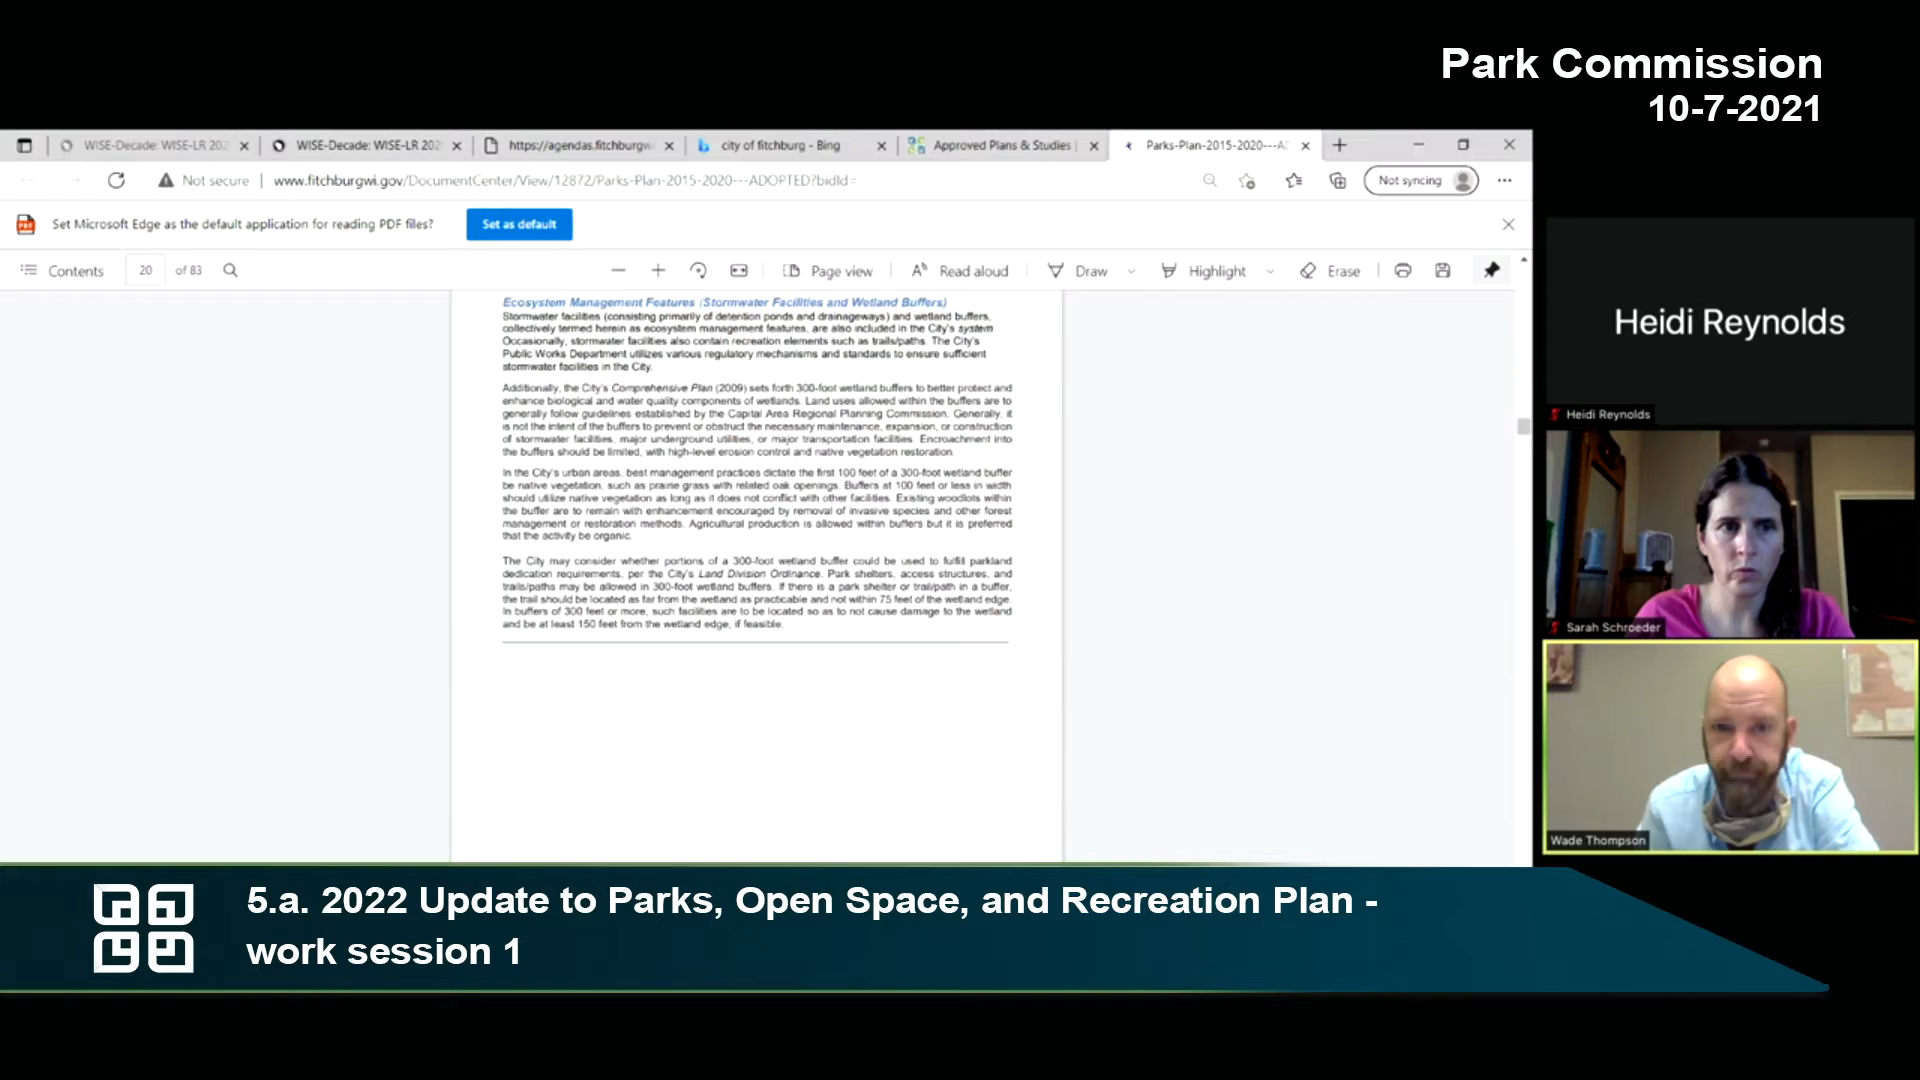 Park Commission
10-7-2021
WISE-Decade: WISE-LR 202
WISE-Decade: WISE-LR 202
https://agendas.fitchburgw
city of fitchburg - Bing
Approved Plans & Studies |
Parks-Plan-2015-2020---AD
Not secure
www.fitchburgwi.gov/DocumentCenter/View/12872/Parks-Plan-2015-2020---ADOPTED?bidId=
Not syncing
Set Microsoft Edge as the default application for reading PDF files?
Set as default
Contents
20
of 83
Page view
Read aloud
Draw
Highlight
Erase
Ecosystem Management Features (Stormwater Facilities and Wetland Buffers)
Stormwater facilities (consisting primarily of detention ponds and drainageways) and wetland buffers,
collectively termed herein as ecosystem management features, are also included in the City's system.
Occasionally, stormwater facilities also contain recreation elements such as trails/paths. The City's
Public Works Department utilizes various regulatory mechanisms and standards to ensure sufficient
stormwater facilities in the City.
Additionally, the City's Comprehensive Plan (2009) sets forth 300-foot wetland buffers to better protect and
enhance biological and water quality components of wetlands. Land uses allowed within the buffers are to
generally follow guidelines established by the Capital Area Regional Planning Commission. Generally, it
is not the intent of the buffers to prevent or obstruct the necessary maintenance, expansion, or construction
of stormwater facilities, major underground utilities, or major transportation facilities. Encroachment into
the buffers should be limited, with high-level erosion control and native vegetation restoration.
In the City's urban areas, best management practices dictate the first 100 feet of a 300-foot wetland buffer
be native vegetation, such as prairie grass with related oak openings. Buffers at 100 feet or less in width
should utilize native vegetation as long as it does not conflict with other facilities. Existing woodlots within
the buffer are to remain with enhancement encouraged by removal of invasive species and other forest
management or restoration methods. Agricultural production is allowed within buffers but it is preferred
that the activity be organic.
The City may consider whether portions of a 300-foot wetland buffer could be used to fulfill parkland
dedication requirements, per the City's Land Division Ordinance. Park shelters, access structures, and
trails/paths may be allowed in 300-foot wetland buffers. If there is a park shelter or trail/path in a buffer,
the trail should be located as far from the wetland as practicable and not within 75 feet of the wetland edge.
In buffers of 300 feet or more, such facilities are to be located so as to not cause damage to the wetland
and be at least 150 feet from the wetland edge, if feasible.
Heidi Reynolds
Heidi Reynolds
Sarah Schroeder
Wade Thompson
5.a. 2022 Update to Parks, Open Space, and Recreation Plan -
work session 1